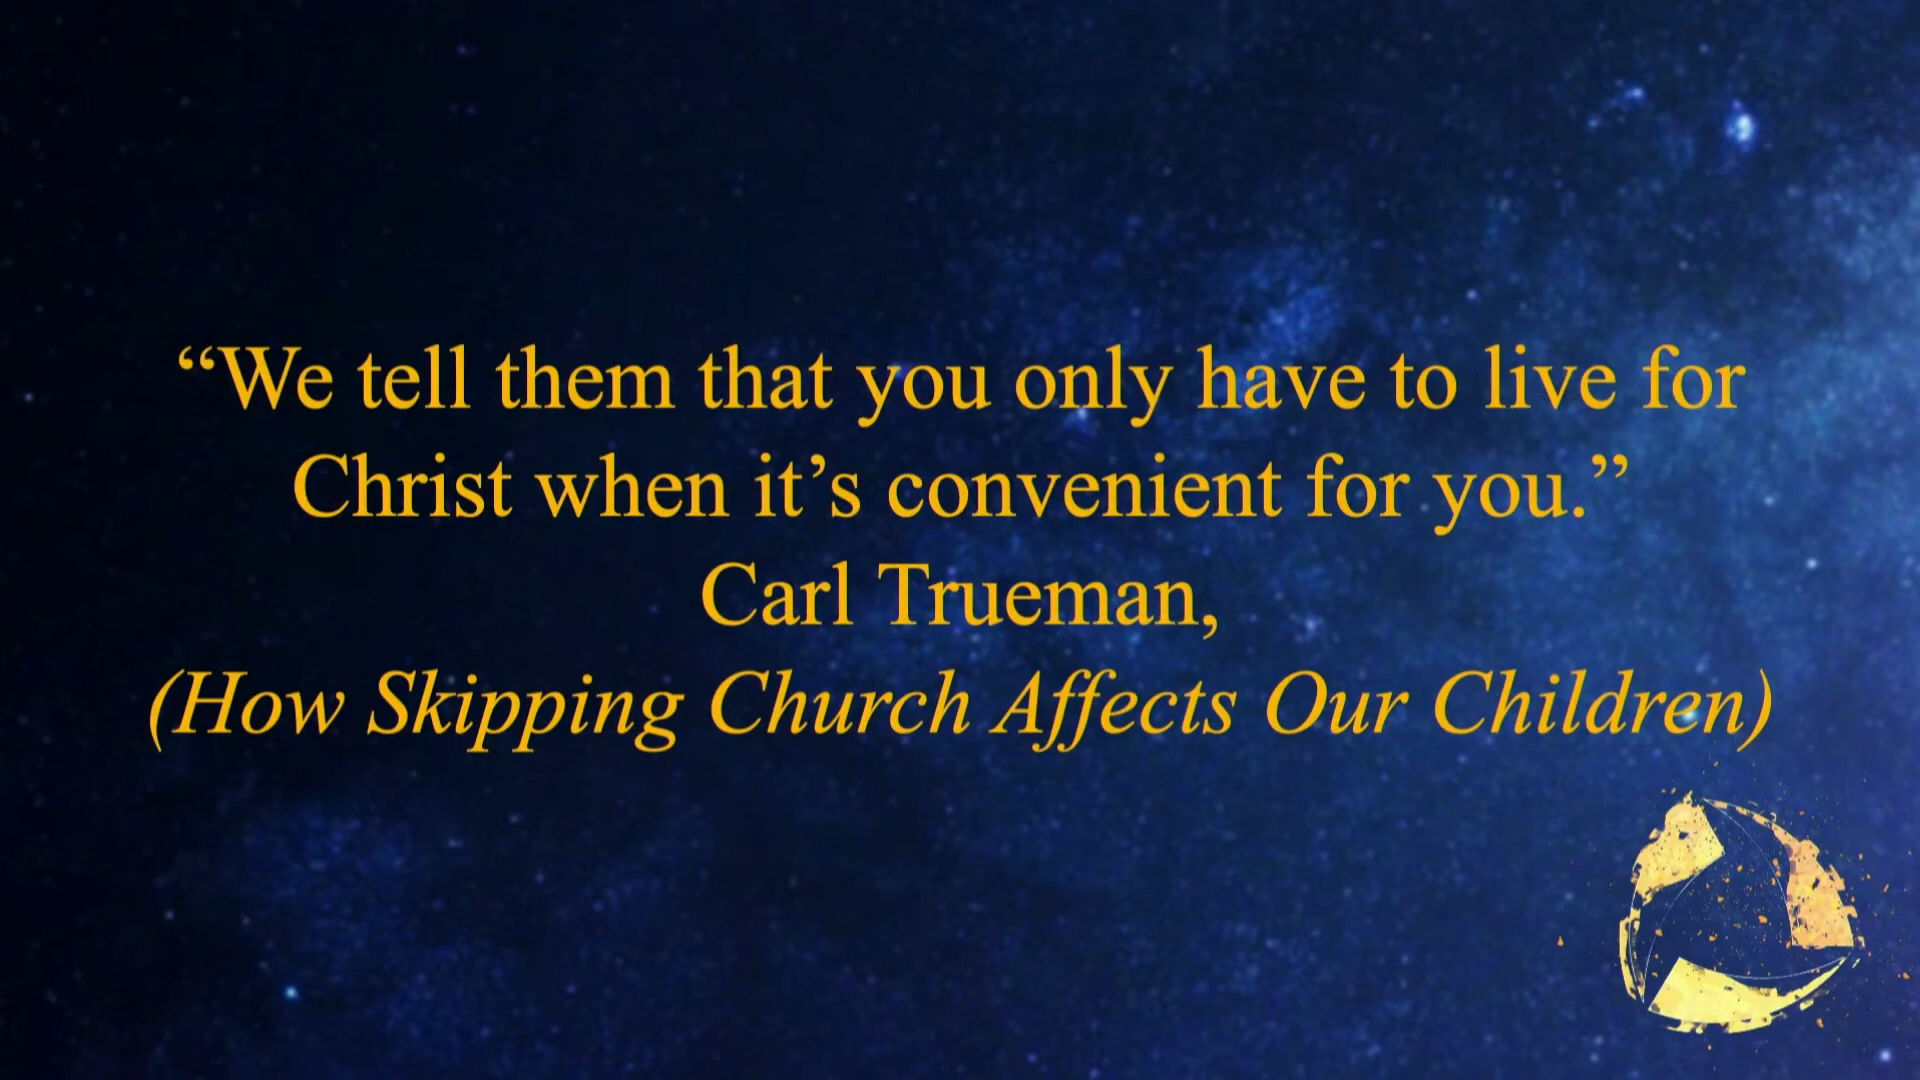 “We tell them that you only have to live for
Christ when it’s convenient for you.”
Carl Trueman,
(How Skipping Church Affects Our Children)